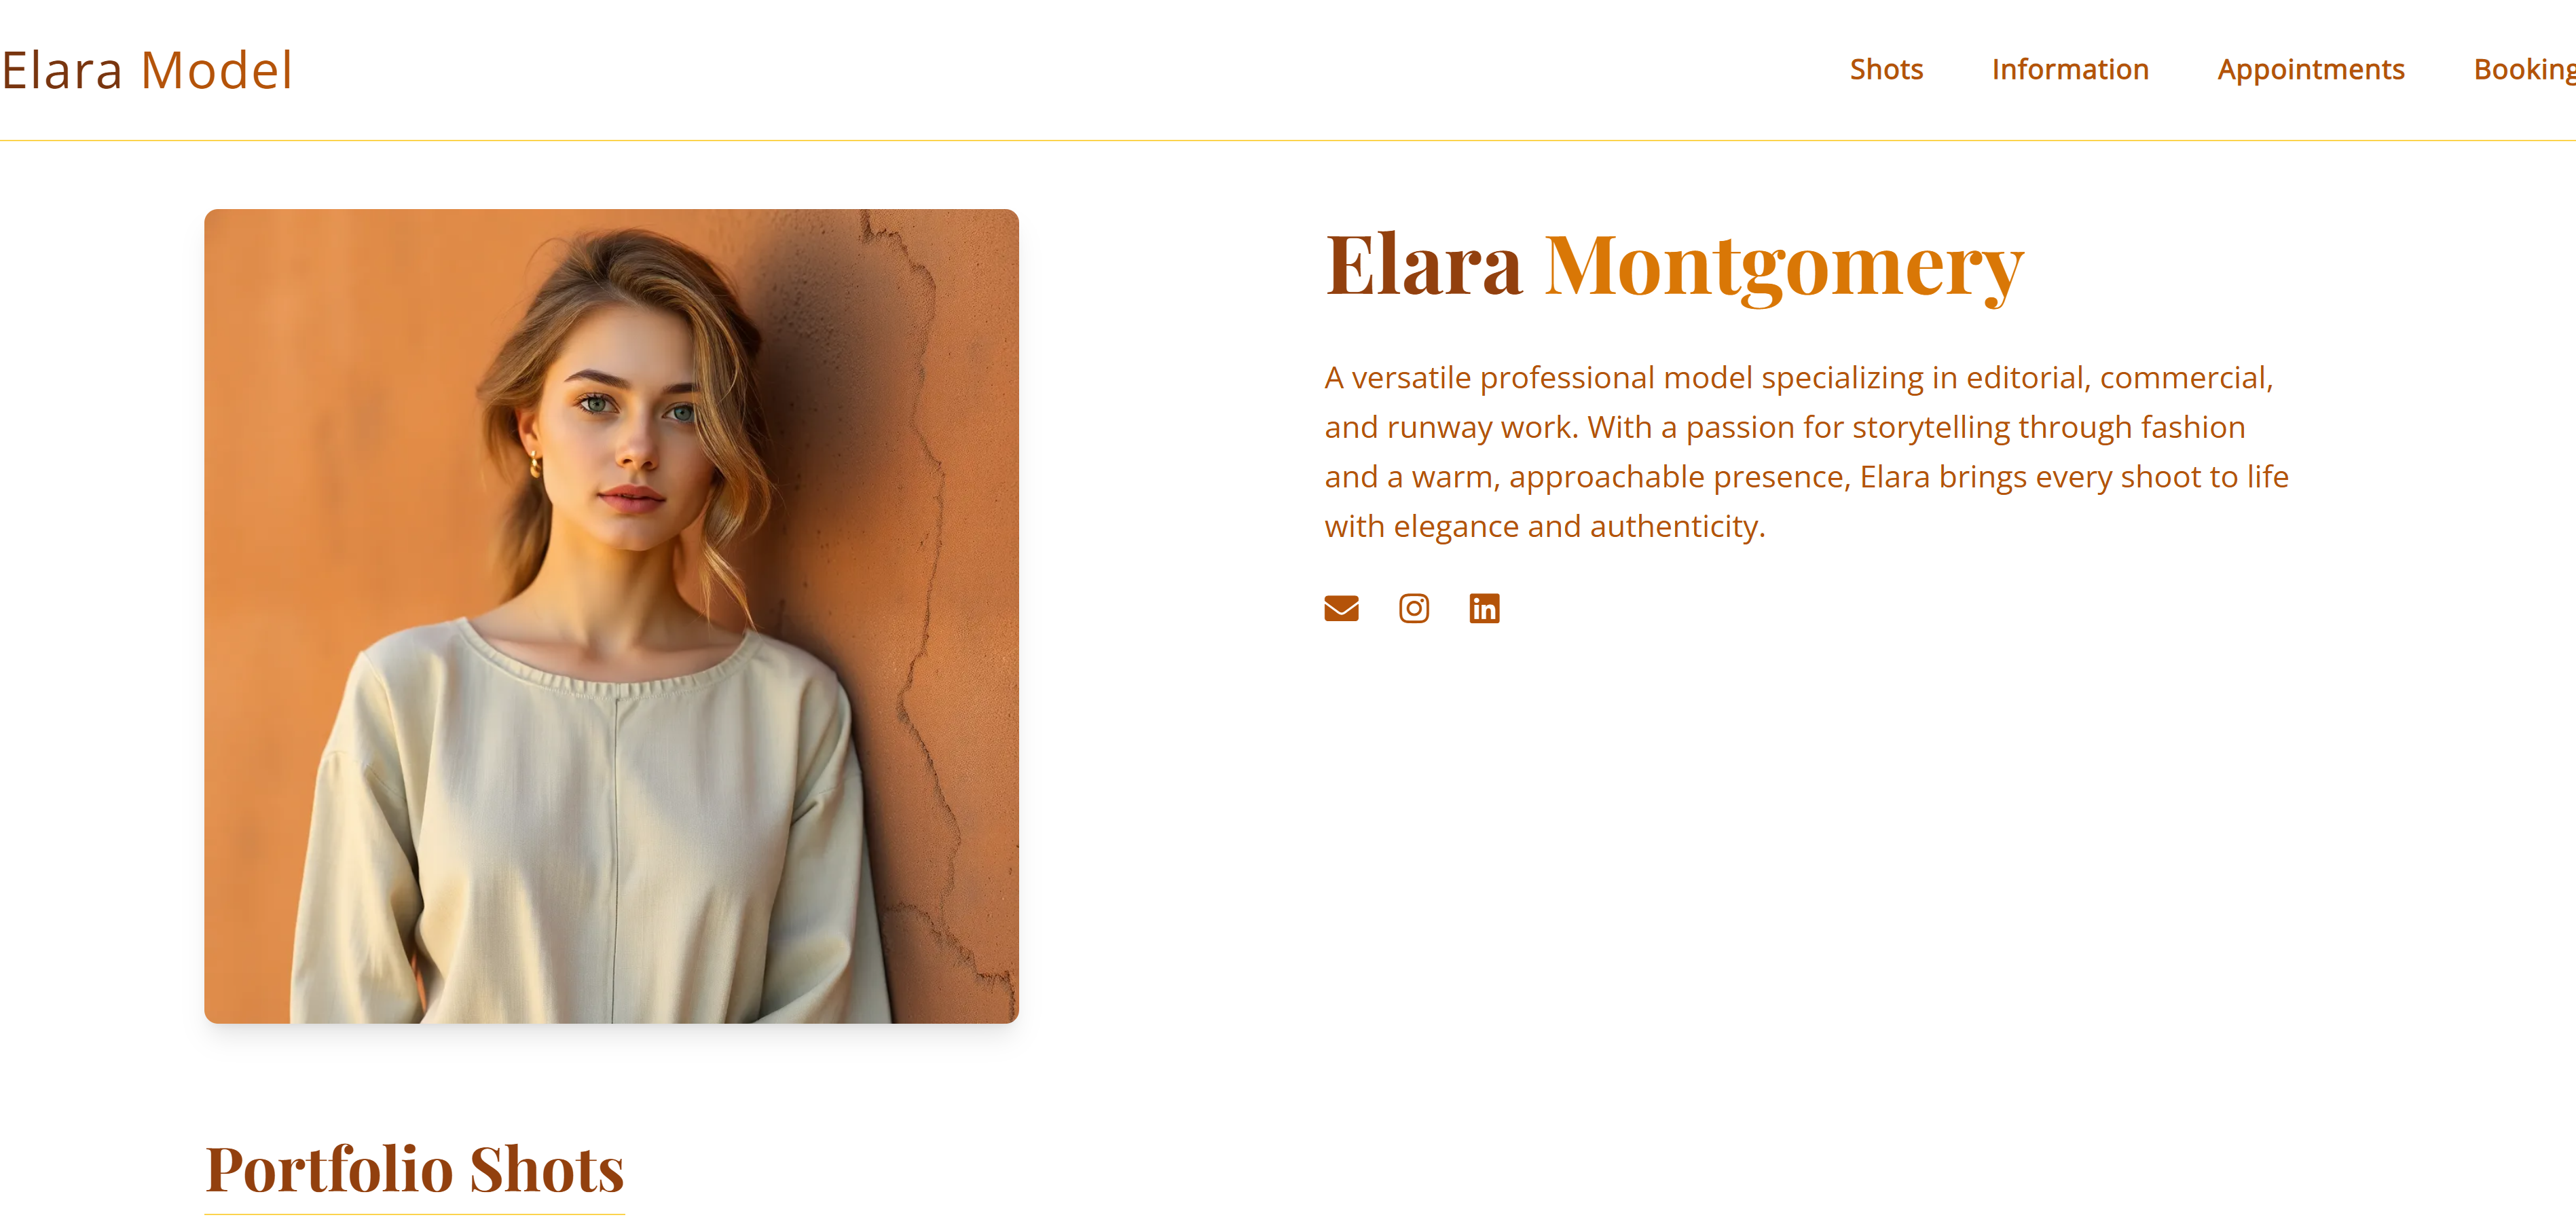 Elara Model
Shots Information Appointments Booking
Elara Montgomery
A versatile professional model specializing in editorial, commercial,
and runway work. With a passion for storytelling through fashion
and a warm, approachable presence, Elara brings every shoot to life
with elegance and authenticity.
in
Portfolio Shots